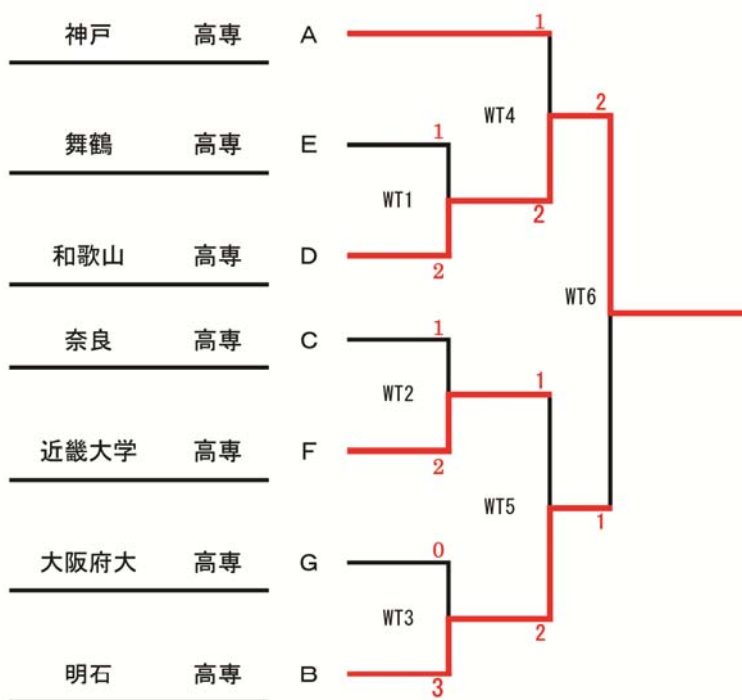 神戸 高専 A 1
WT4 2
舞鶴 高専 E 1
WT1
2
和歌山 高専 D 2
WT6
奈良 高専 C 1
WT2 1
近畿大学 高専 F 2
WT5 1
大阪府大 高専 G 0
WT3 2
明石 高専 B 3